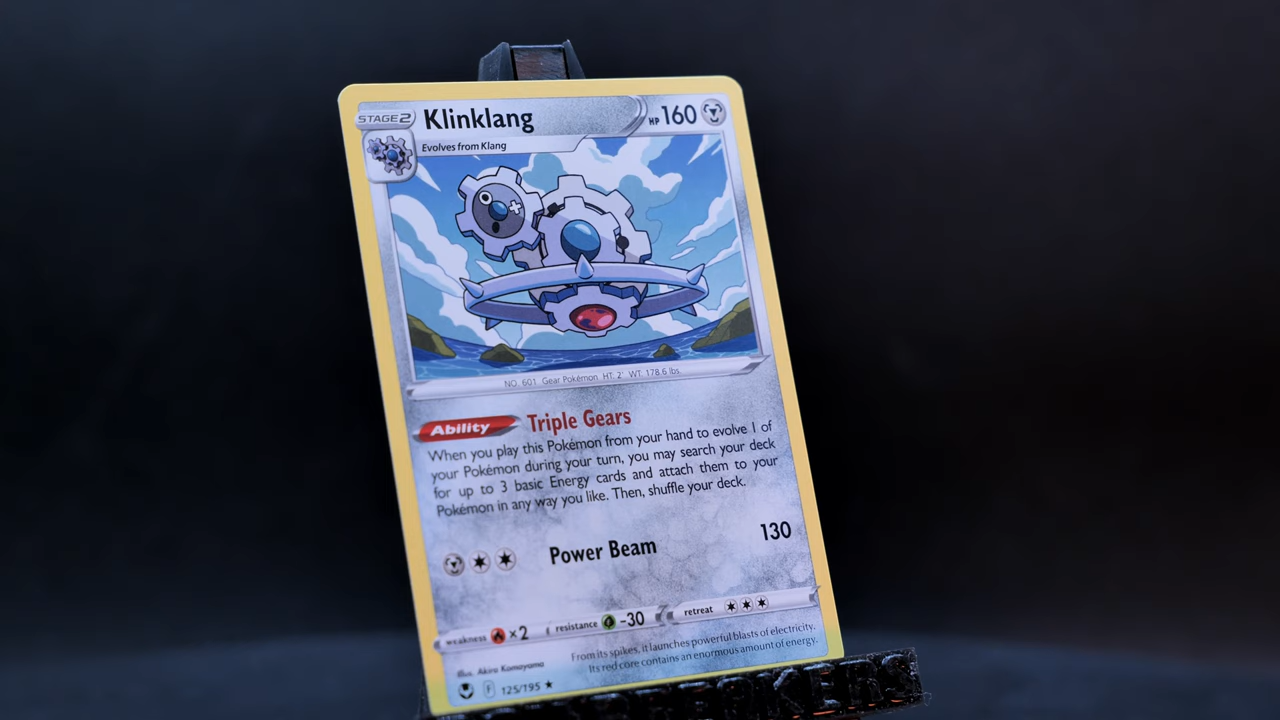 STAGE2 Klinklang HP 160
Evolves from Klang
NO. 601 Gear Pokémon HT: 2' WT: 178.6 lbs.
Ability Triple Gears
When you play this Pokémon from your hand to evolve 1 of
your Pokémon during your turn, you may search your deck
for up to 3 basic Energy cards and attach them to your
Pokémon in any way you like. Then, shuffle your deck.
Power Beam 130
weakness ×2 resistance -30 retreat
From its spikes, it launches powerful blasts of electricity.
Its red core contains an enormous amount of energy.
Illus. Akira Komayama
F 125/195 ★